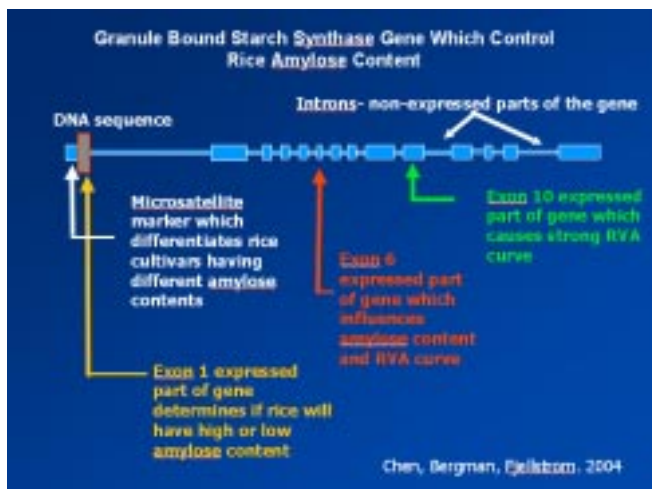 Granule Bound Starch Synthase Gene Which Control
Rice Amylose Content
Introns- non-expressed parts of the gene
DNA sequence
Microsatellite
marker which
differentiates rice
cultivars having
different amylose
contents
Exon 10 expressed
part of gene which
causes strong RVA
curve
Exon 6
expressed part
of gene which
influences
amylose content
and RVA curve
Exon 1 expressed
part of gene
determines if rice will
have high or low
amylose content
Chen, Bergman, Fjellstrom. 2004